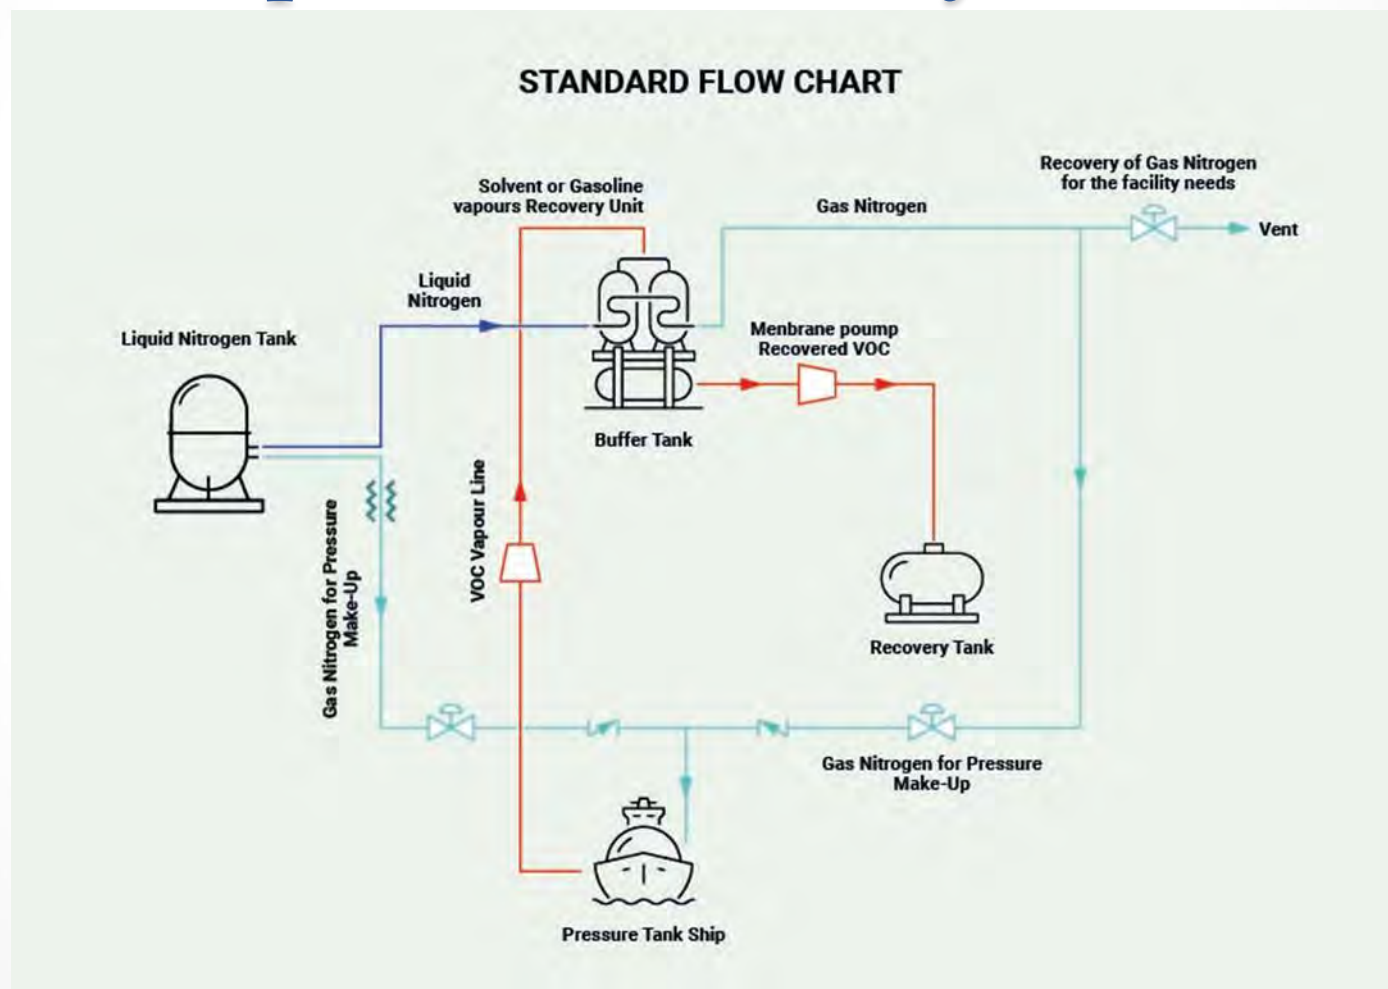 STANDARD FLOW CHART
Recovery of Gas Nitrogen
for the facility needs
Solvent or Gasoline
vapours Recovery Unit
Gas Nitrogen
Vent
Liquid
Nitrogen
Liquid Nitrogen Tank
Menbrane poump
Recovered VOC
Buffer Tank
VOC Vapour Line
Gas Nitrogen for Pressure
Make-Up
Recovery Tank
Gas Nitrogen for Pressure
Make-Up
Pressure Tank Ship